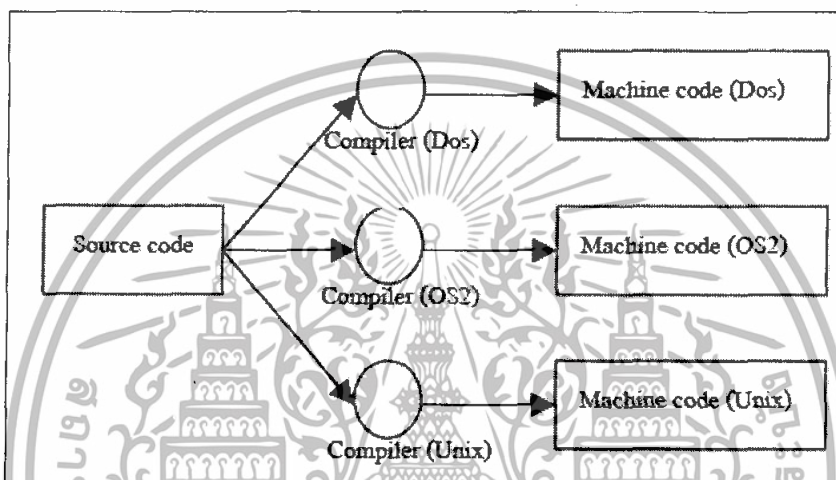 Machine code (Dos)
Compiler (Dos)
Source code
Machine code (OS2)
Compiler (OS2)
Machine code (Unix)
Compiler (Unix)